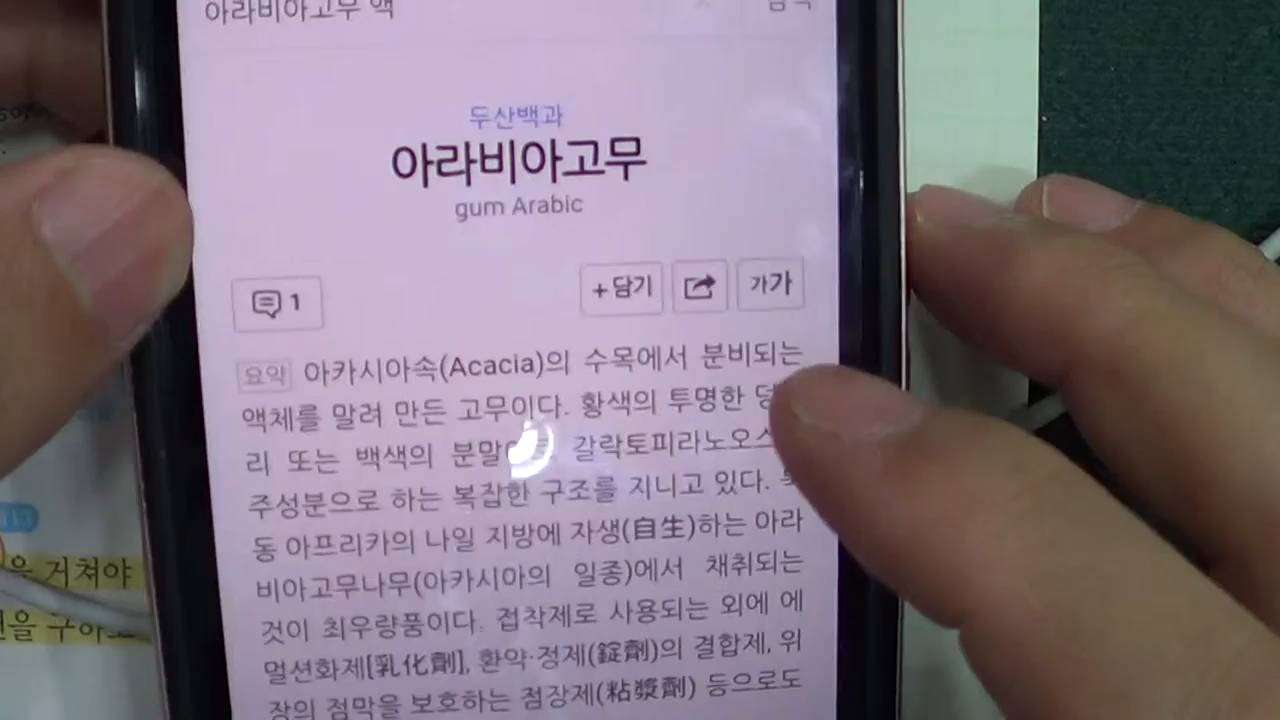 아라비아고무 액
검색
두산백과
아라비아고무
gum Arabic
1
+담기
가가
요약 아카시아속(Acacia)의 수목에서 분비되는
액체를 말려 만든 고무이다. 황색의 투명한
리 또는 백색의 분말 갈락토피라노오스
주성분으로 하는 복잡한 구조를 지니고 있다.
동 아프리카의 나일 지방에 자생(自生)하는 아라
비아고무나무(아카시아의 일종)에서 채취되는
것이 최우량품이다. 접착제로 사용되는 외에 에
멀션화제[乳化劑], 환약·정제(錠劑)의 결합제, 위
장의 점막을 보호하는 점장제(粘漿劑) 등으로도
을 거쳐야